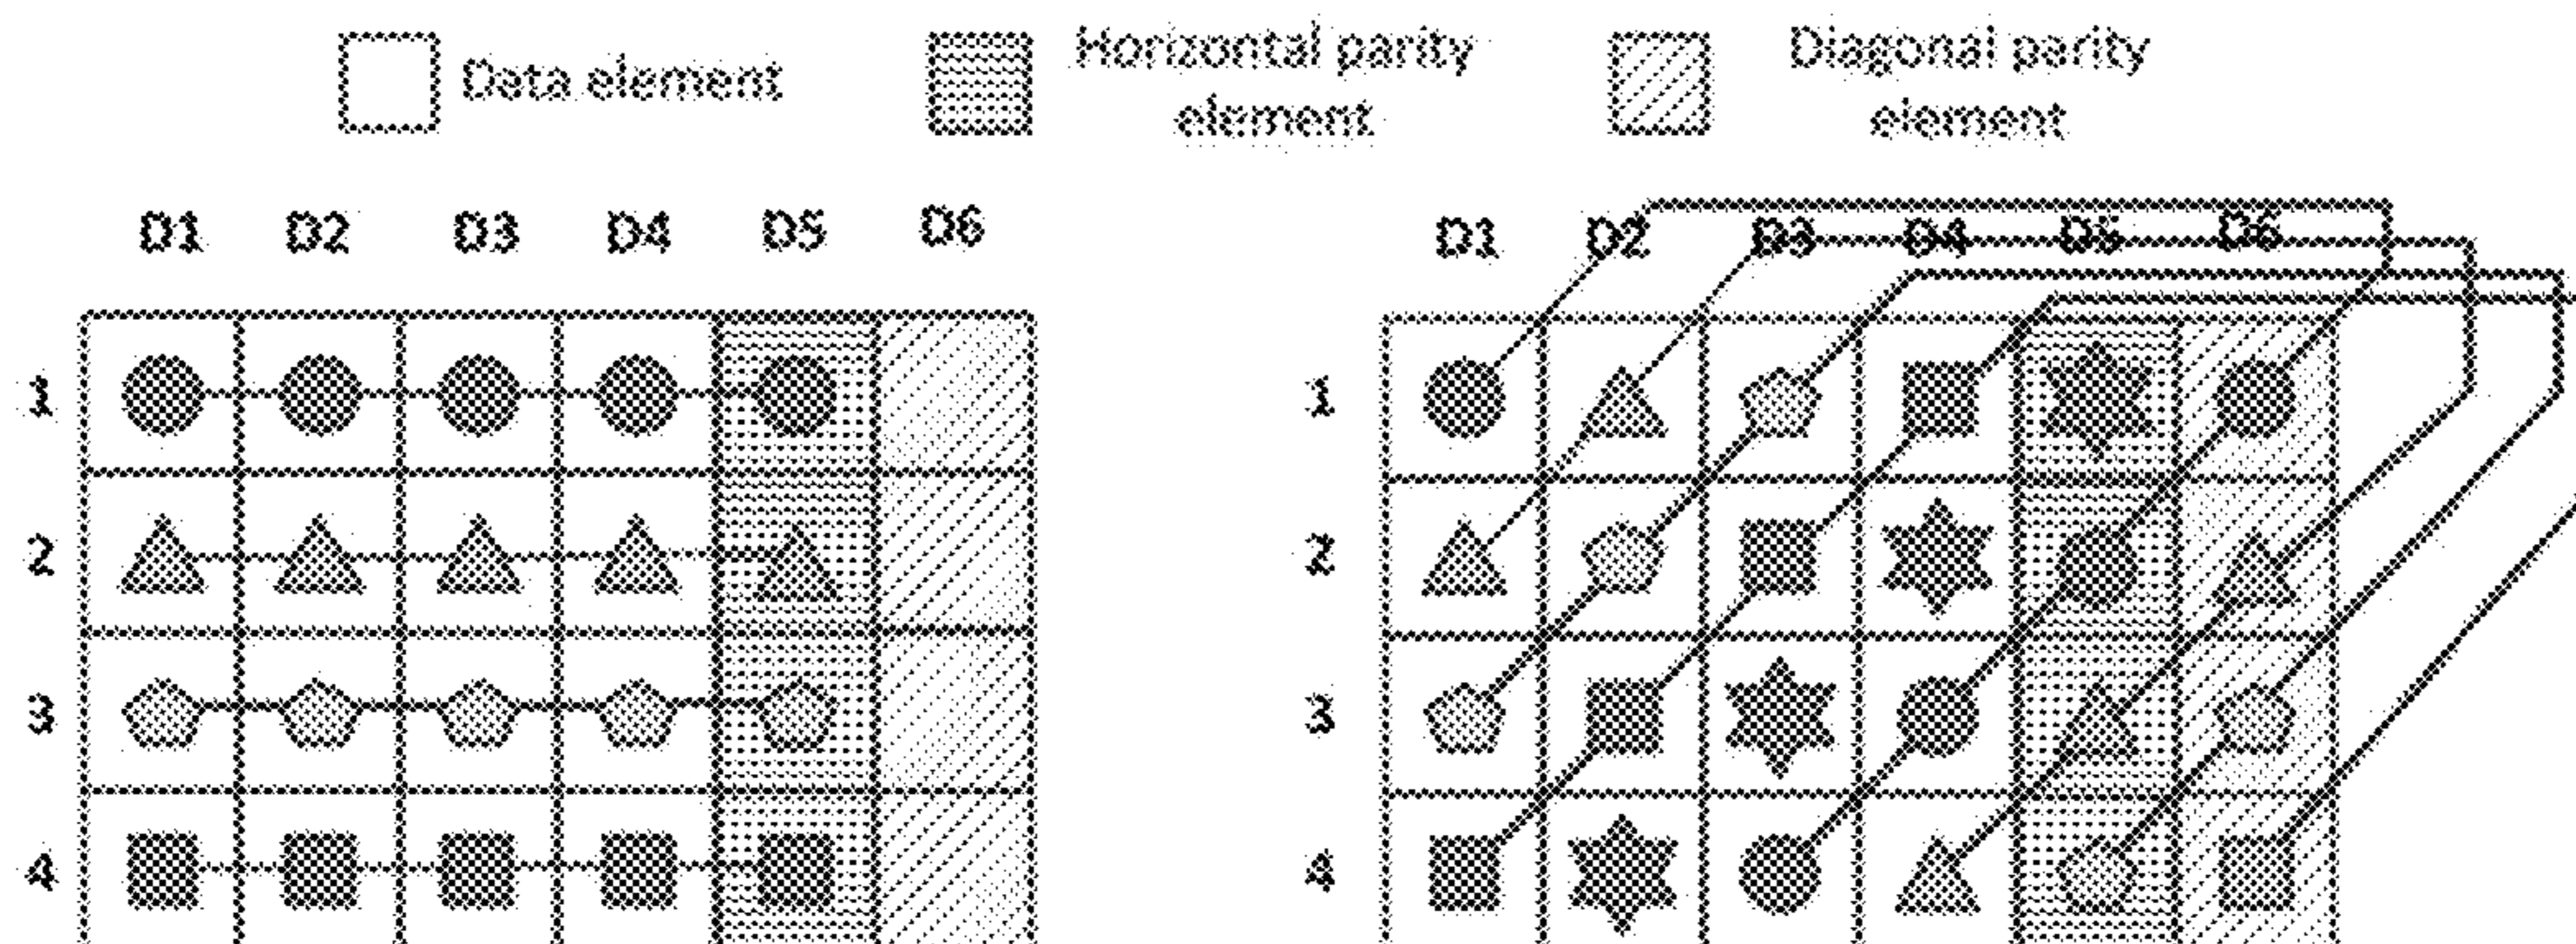 Data element
Horizontal parity
element
Diagonal parity
element
D1 D2 D3 D4 D5 D6
D1 D2 D3 D4 D5 D6
1
2
3
4
1
2
3
4